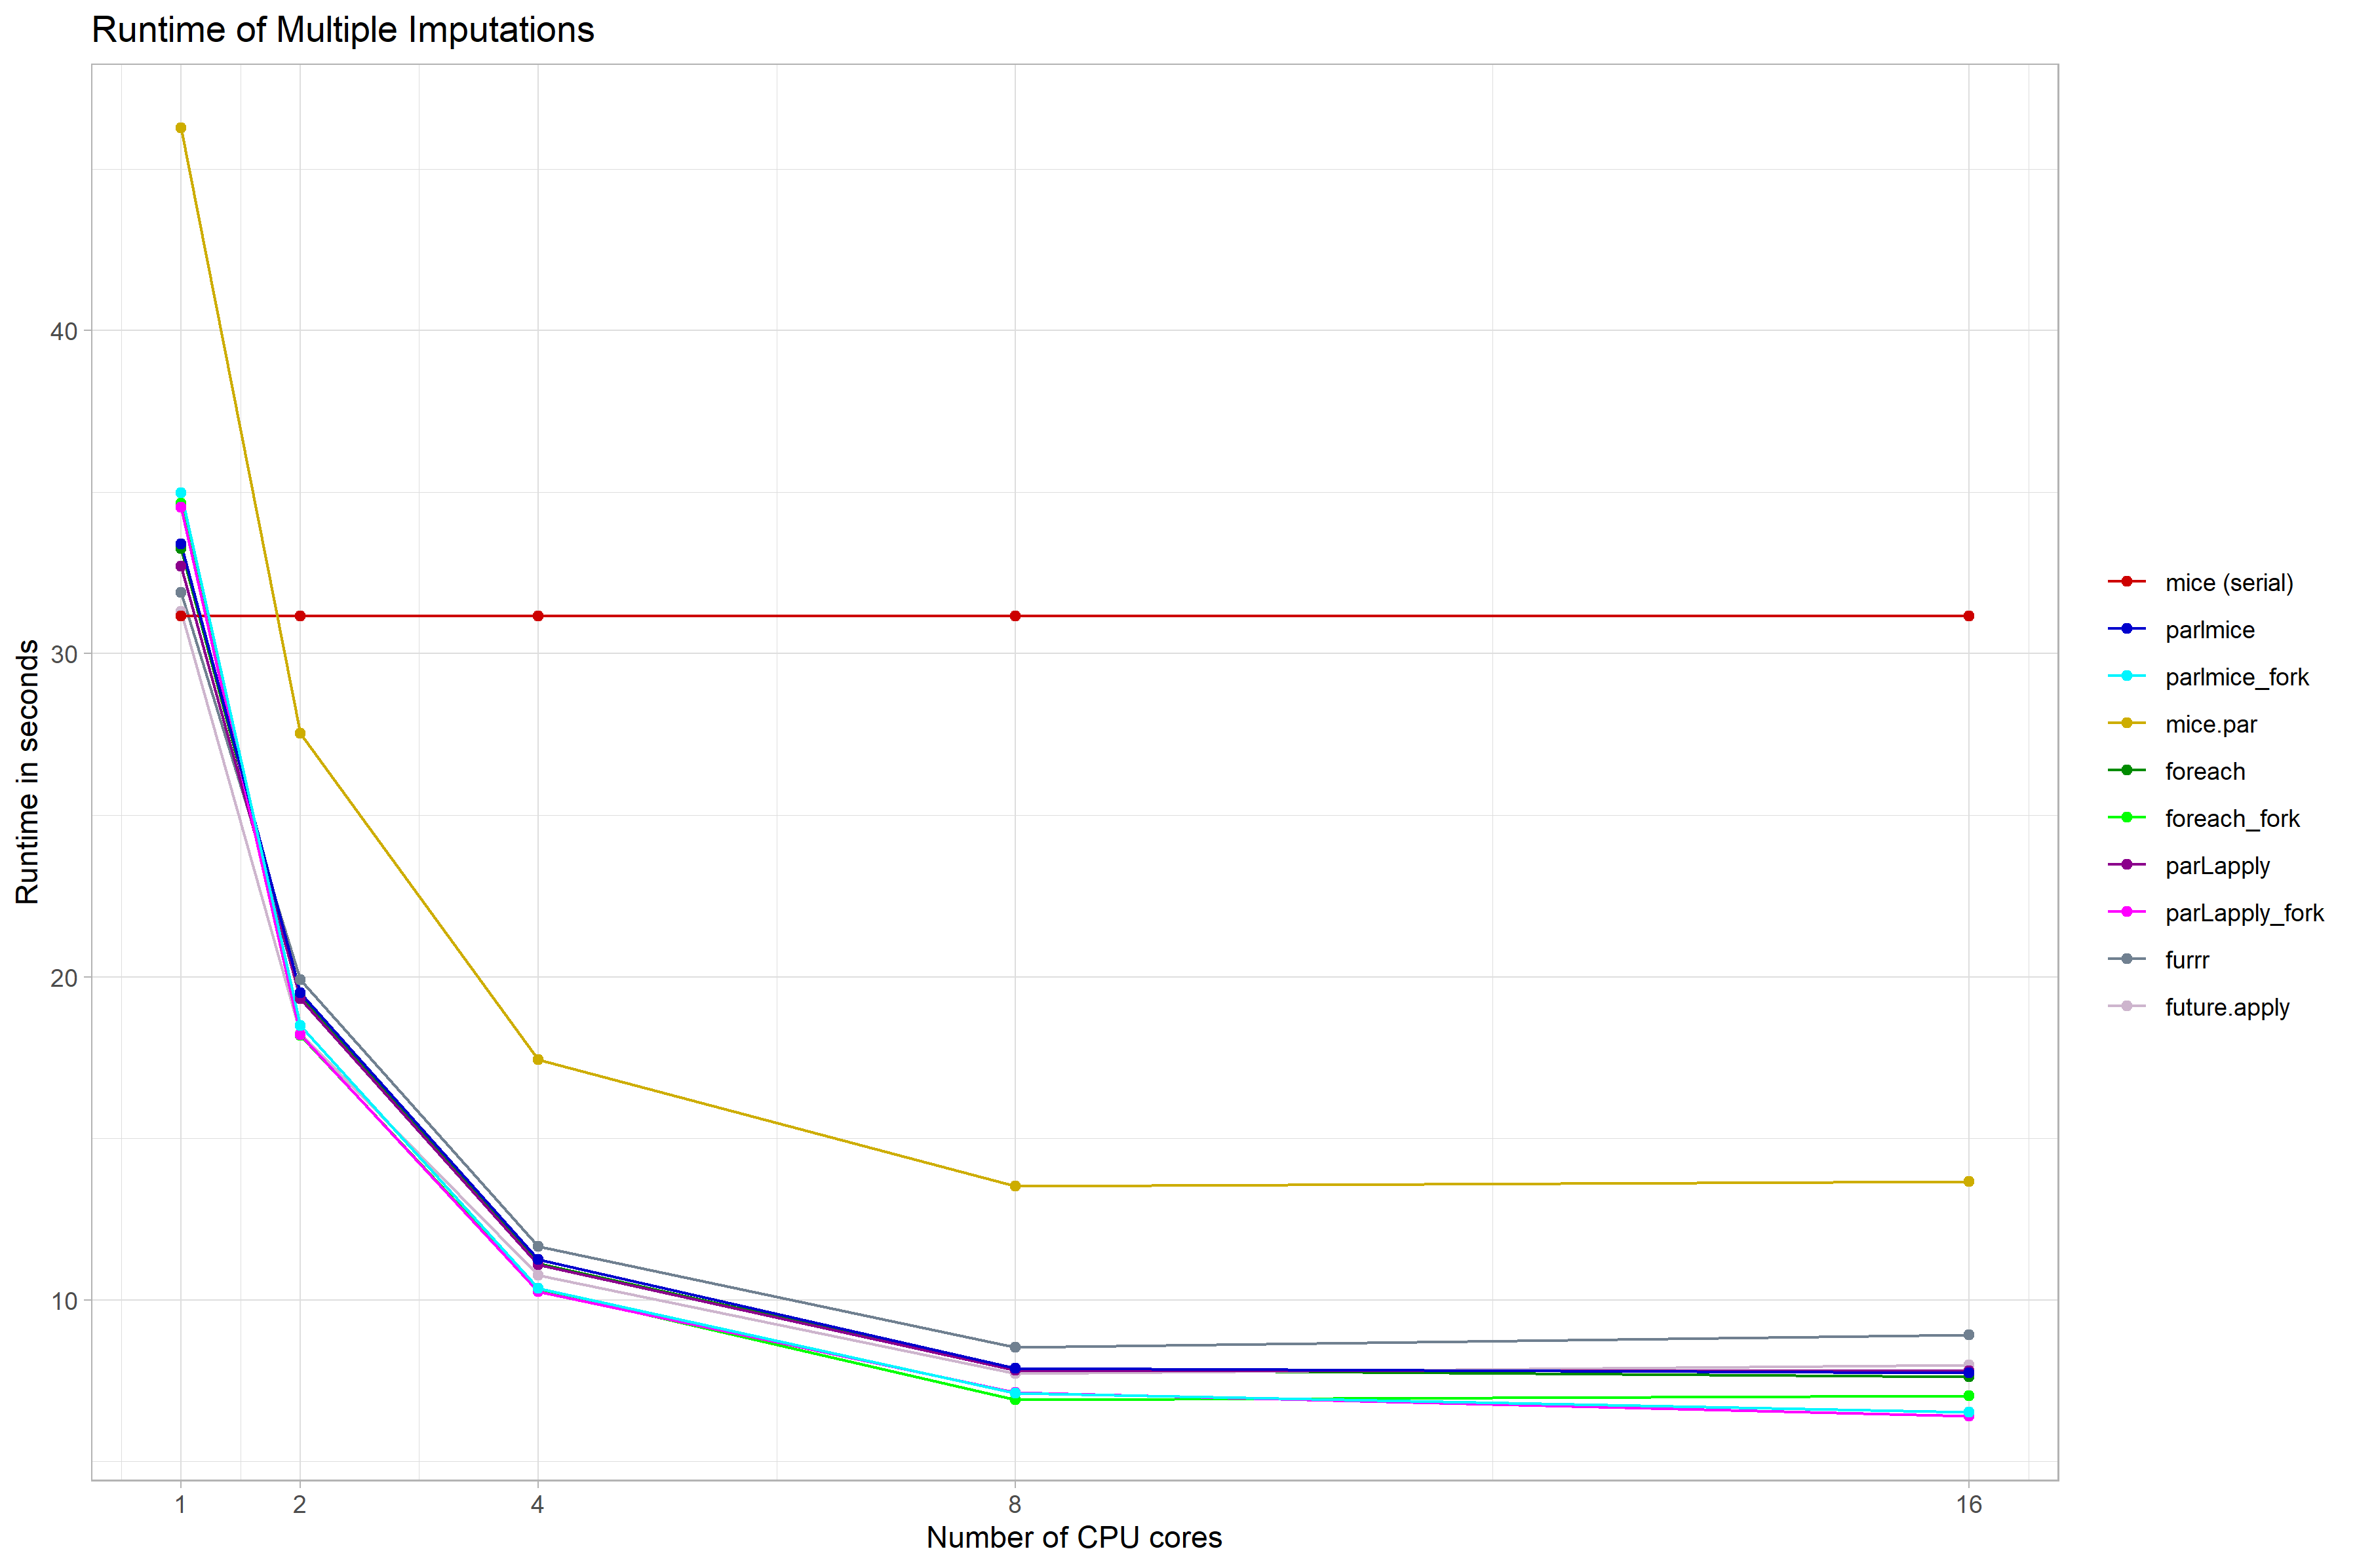 Runtime of Multiple Imputations
Runtime in seconds
40
30
20
10
1 2 4 8 16
Number of CPU cores
mice (serial)
parlmice
parlmice_fork
mice.par
foreach
foreach_fork
parLapply
parLapply_fork
furrr
future.apply